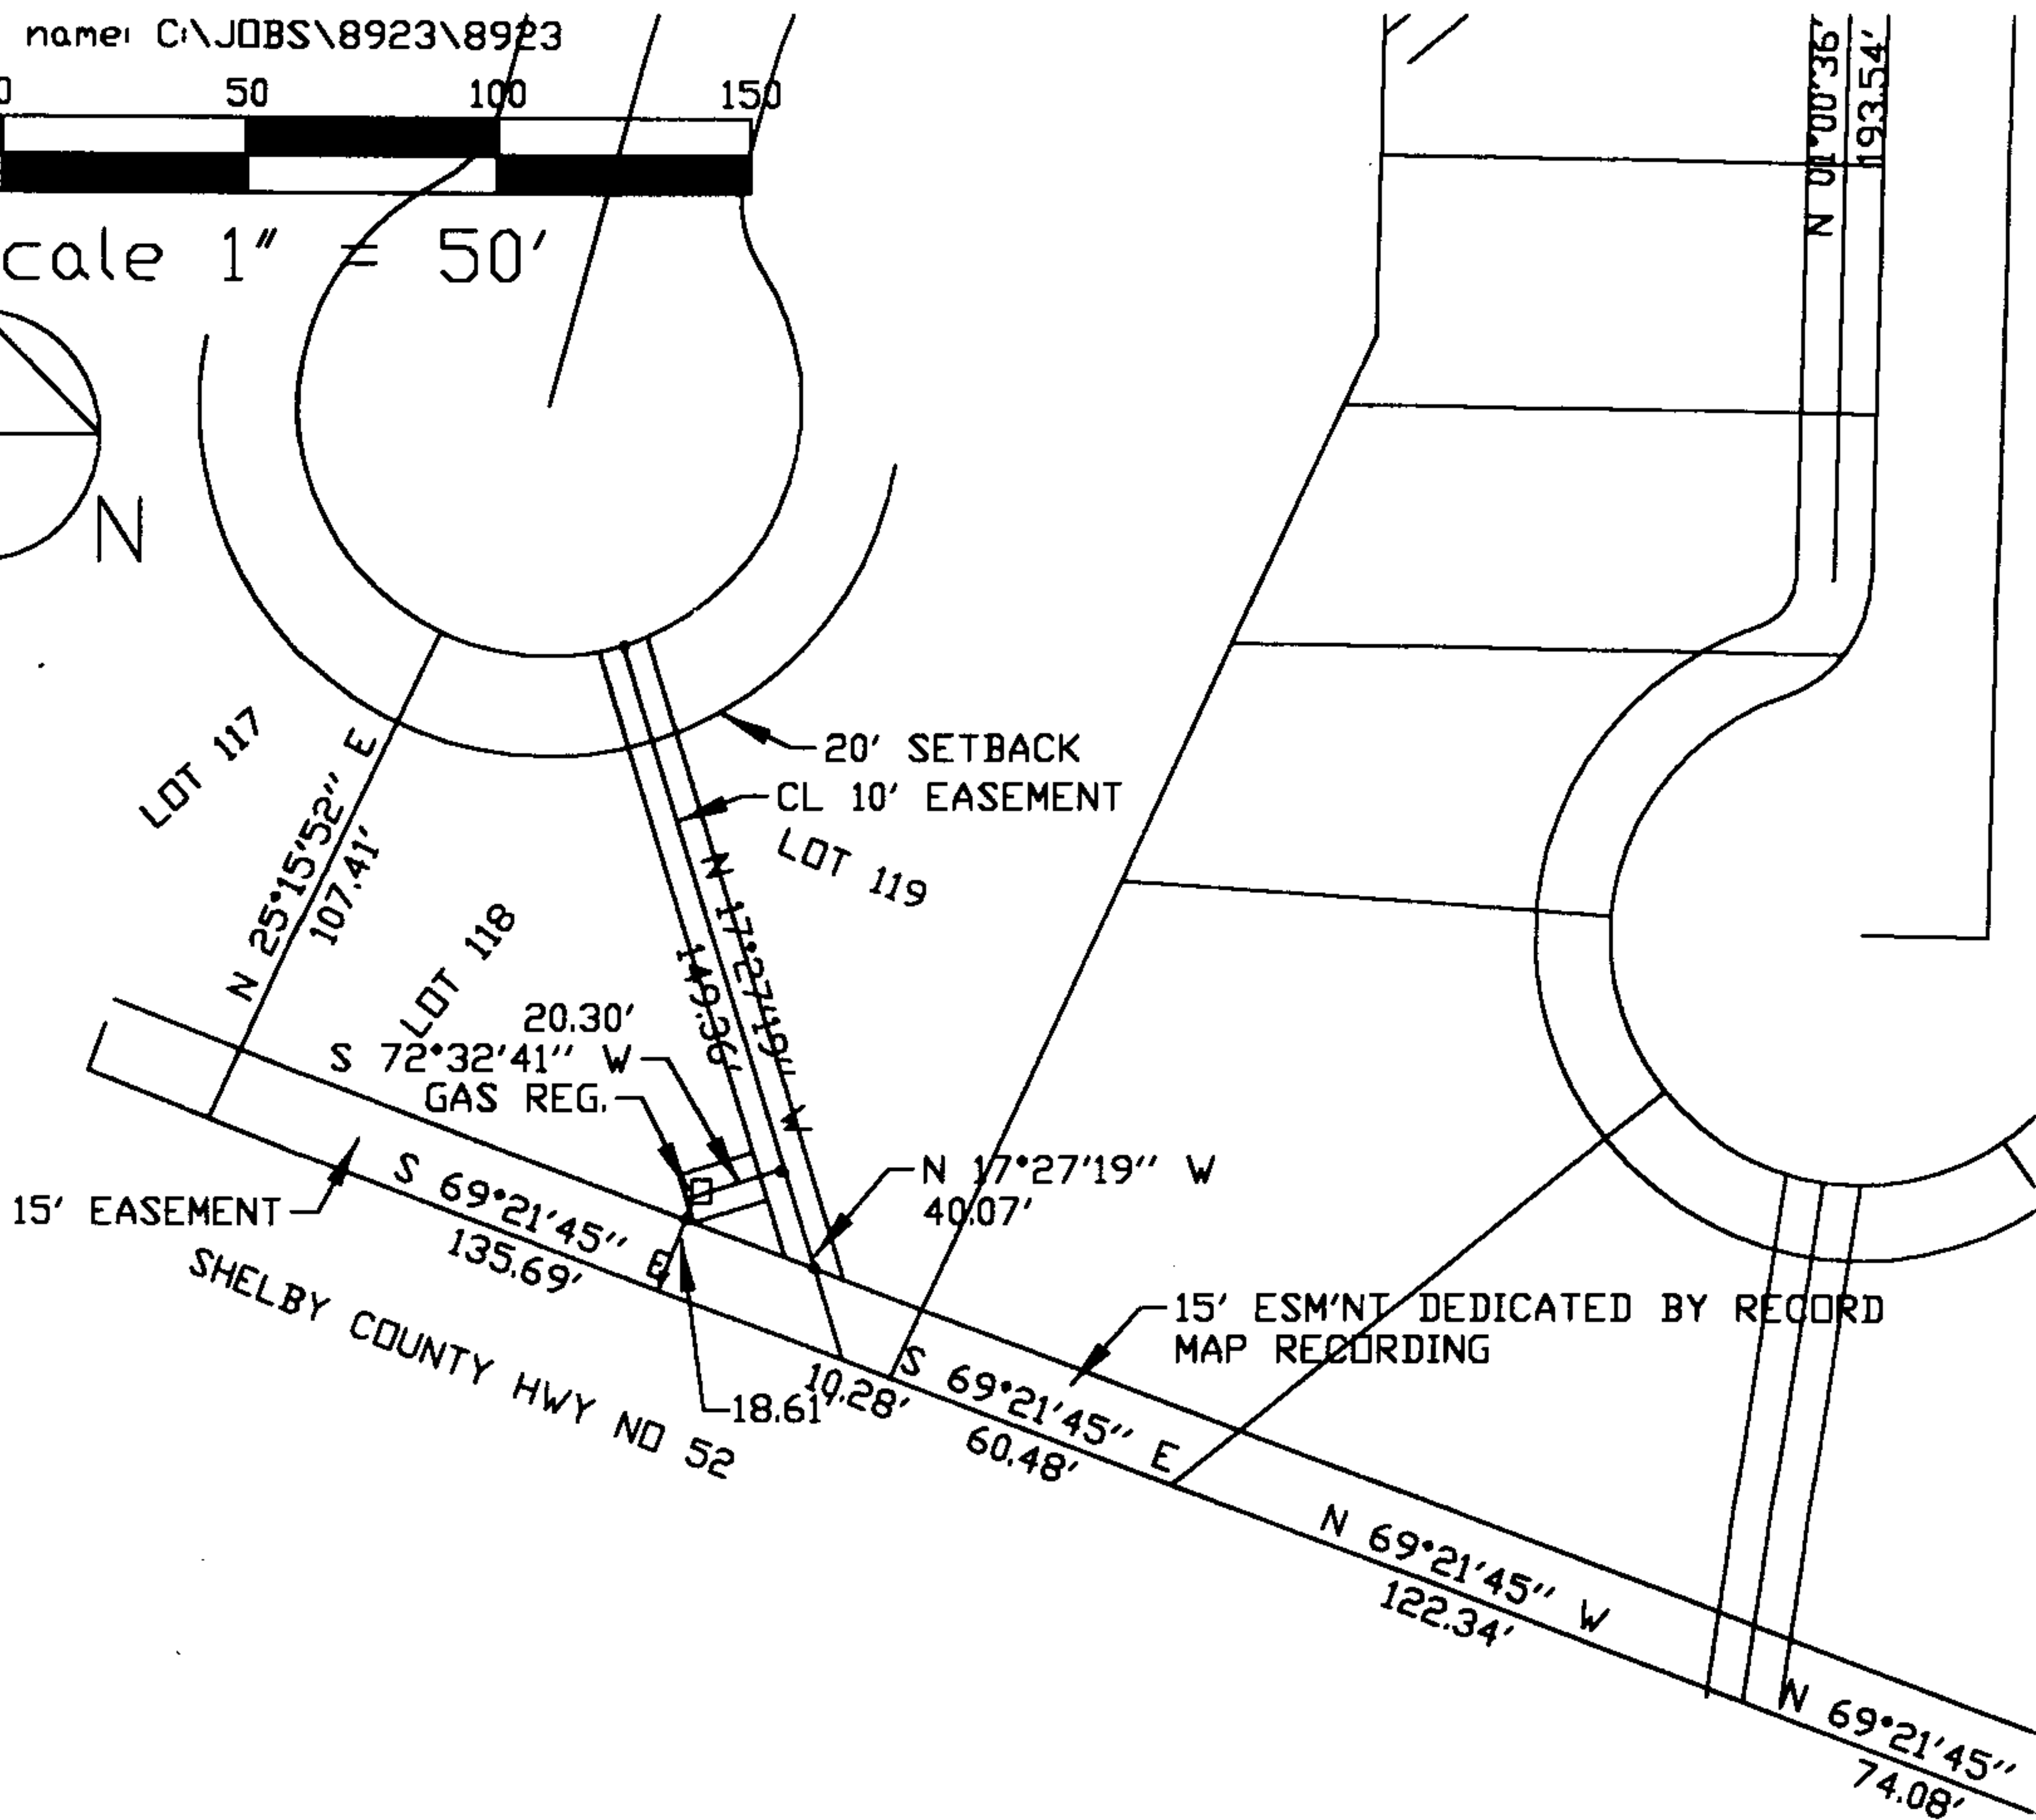 name: C:\JOBS\8923\8923
0 50 100 150
cale 1" = 50'
N
N 01°00'36"
193.54'
LOT 117
N 25°15'52" E
107.41'
LOT 118
20' SETBACK
CL 10' EASEMENT
LOT 119
N 17°27'19" W
149.36'
20.30'
S 72°32'41" W
GAS REG.
N 17°27'19" W
40.07'
15' EASEMENT
S 69°21'45" E
135.69'
SHELBY COUNTY HWY NO 52
18.61'
10.28'
S 69°21'45" E
60.48'
15' ESM'NT DEDICATED BY RECORD
MAP RECORDING
N 69°21'45" W
122.34'
N 69°21'45"
74.08'